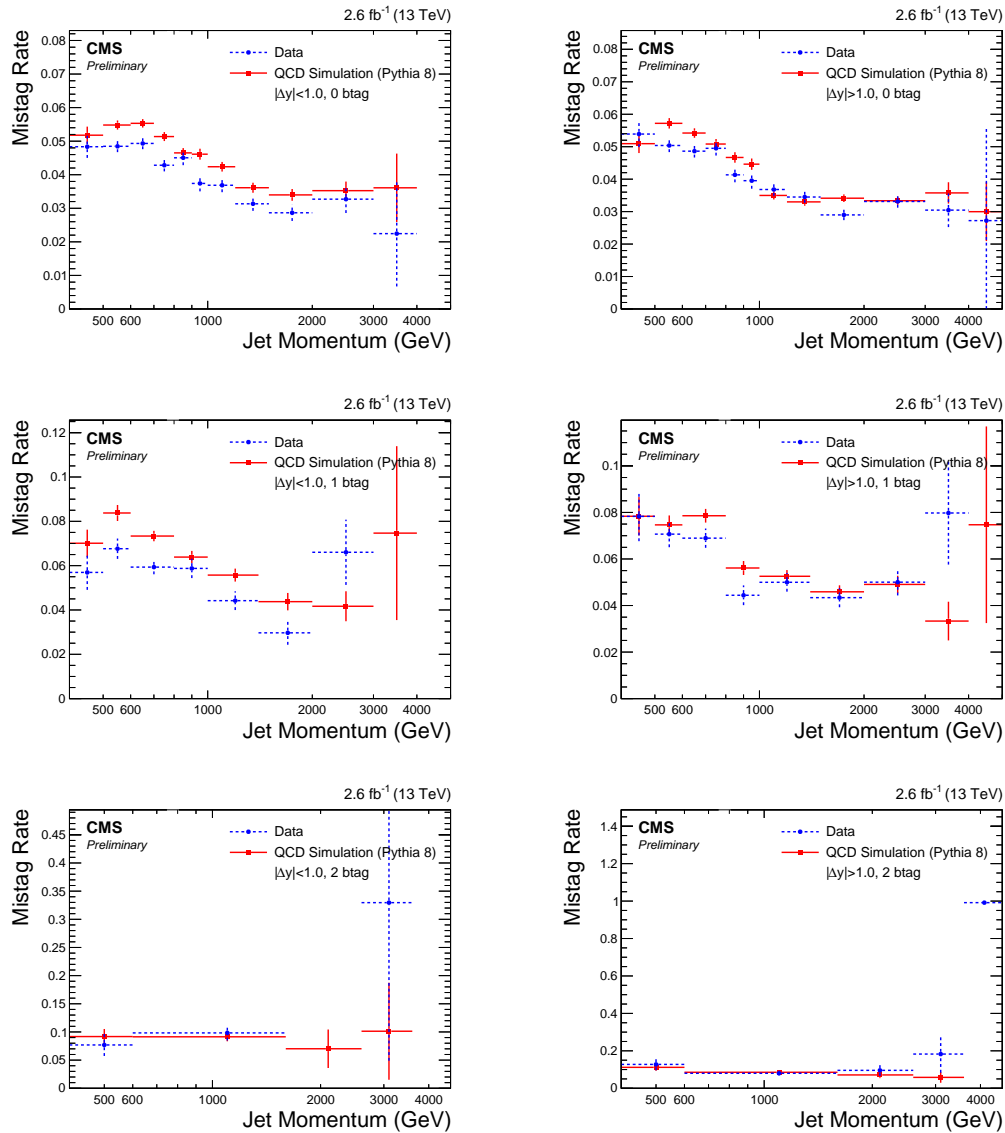 2.6 fb-1 (13 TeV)
Mistag Rate
CMS
Preliminary
Data
QCD Simulation (Pythia 8)
|Δy|<1.0, 0 btag
0.08
0.07
0.06
0.05
0.04
0.03
0.02
0.01
0
500 600 1000 2000 3000 4000
Jet Momentum (GeV)
2.6 fb-1 (13 TeV)
Mistag Rate
CMS
Preliminary
Data
QCD Simulation (Pythia 8)
|Δy|>1.0, 0 btag
0.08
0.07
0.06
0.05
0.04
0.03
0.02
0.01
0
500 600 1000 2000 3000 4000
Jet Momentum (GeV)
2.6 fb-1 (13 TeV)
Mistag Rate
CMS
Preliminary
Data
QCD Simulation (Pythia 8)
|Δy|<1.0, 1 btag
0.12
0.1
0.08
0.06
0.04
0.02
0
500 600 1000 2000 3000 4000
Jet Momentum (GeV)
2.6 fb-1 (13 TeV)
Mistag Rate
CMS
Preliminary
Data
QCD Simulation (Pythia 8)
|Δy|>1.0, 1 btag
0.1
0.08
0.06
0.04
0.02
0
500 600 1000 2000 3000 4000
Jet Momentum (GeV)
2.6 fb-1 (13 TeV)
Mistag Rate
CMS
Preliminary
Data
QCD Simulation (Pythia 8)
|Δy|<1.0, 2 btag
0.45
0.4
0.35
0.3
0.25
0.2
0.15
0.1
0.05
0
500 600 1000 2000 3000 4000
Jet Momentum (GeV)
2.6 fb-1 (13 TeV)
Mistag Rate
CMS
Preliminary
Data
QCD Simulation (Pythia 8)
|Δy|>1.0, 2 btag
1.4
1.2
1
0.8
0.6
0.4
0.2
0
500 600 1000 2000 3000 4000
Jet Momentum (GeV)